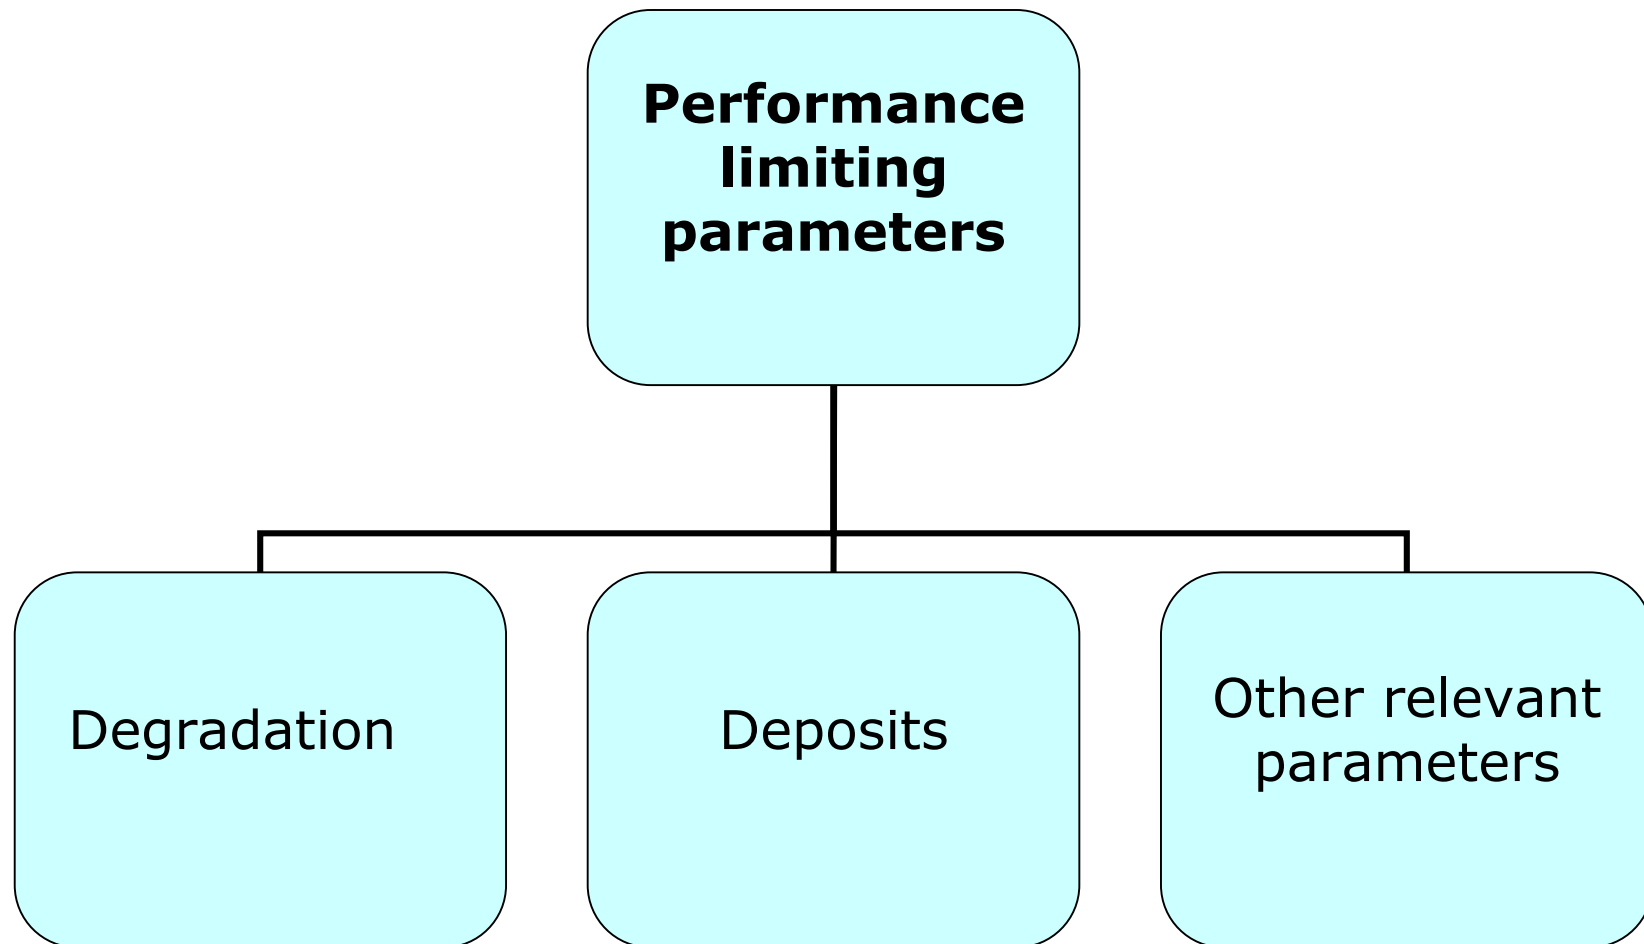 Performance
limiting
parameters
Degradation
Deposits
Other relevant
parameters